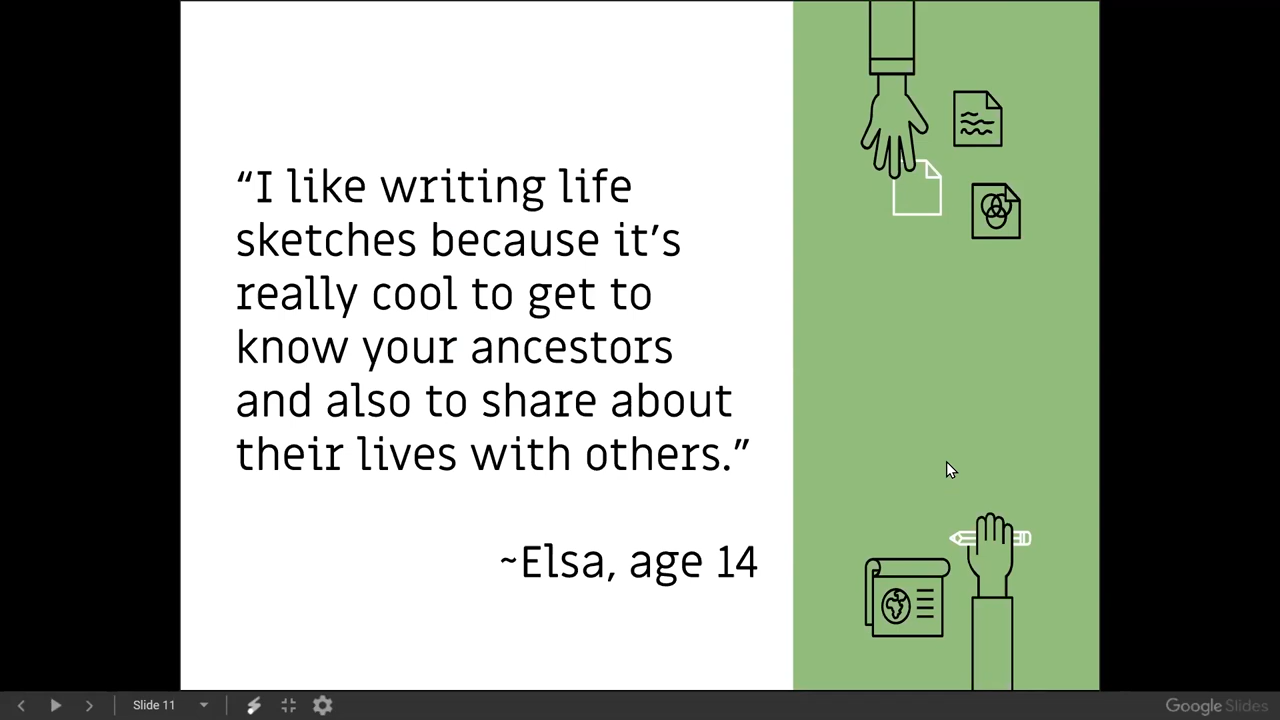 “I like writing life
sketches because it’s
really cool to get to
know your ancestors
and also to share about
their lives with others.”
~Elsa, age 14
Slide 11
Google Slides